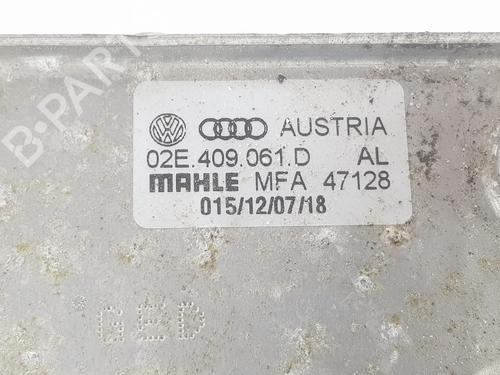 B-PARTS
AUSTRIA
02E.409.061.D AL
MAHLE MFA 47128
015/12/07/18
GED